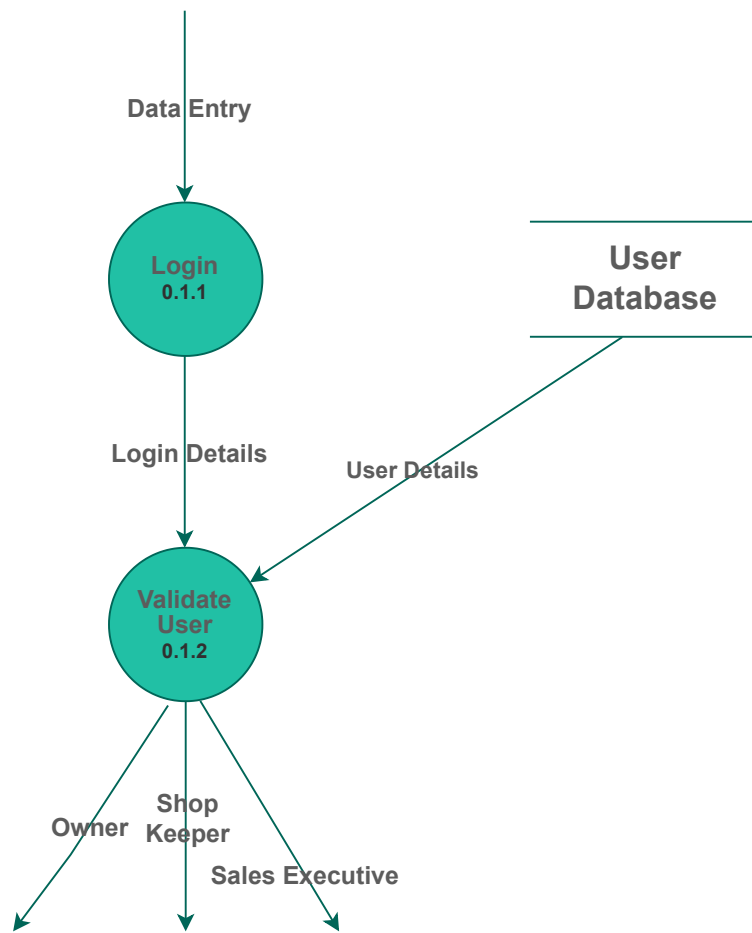 Data Entry
Login
0.1.1
User
Database
Login Details
User Details
Validate
User
0.1.2
Shop
Keeper
Owner
Sales Executive